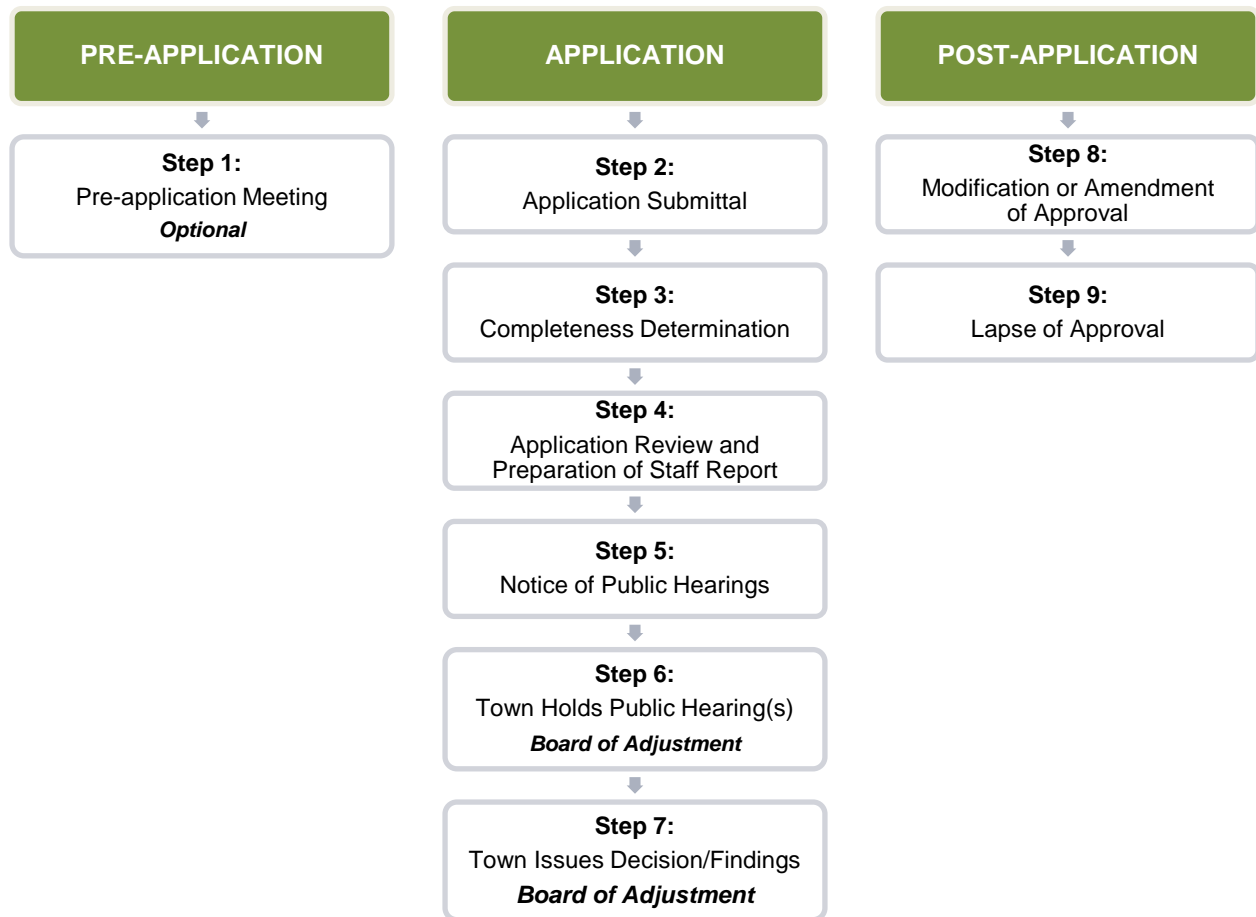 PRE-APPLICATION
Step 1:
Pre-application Meeting
Optional
APPLICATION
Step 2:
Application Submittal
Step 3:
Completeness Determination
Step 4:
Application Review and
Preparation of Staff Report
Step 5:
Notice of Public Hearings
Step 6:
Town Holds Public Hearing(s)
Board of Adjustment
Step 7:
Town Issues Decision/Findings
Board of Adjustment
POST-APPLICATION
Step 8:
Modification or Amendment
of Approval
Step 9:
Lapse of Approval